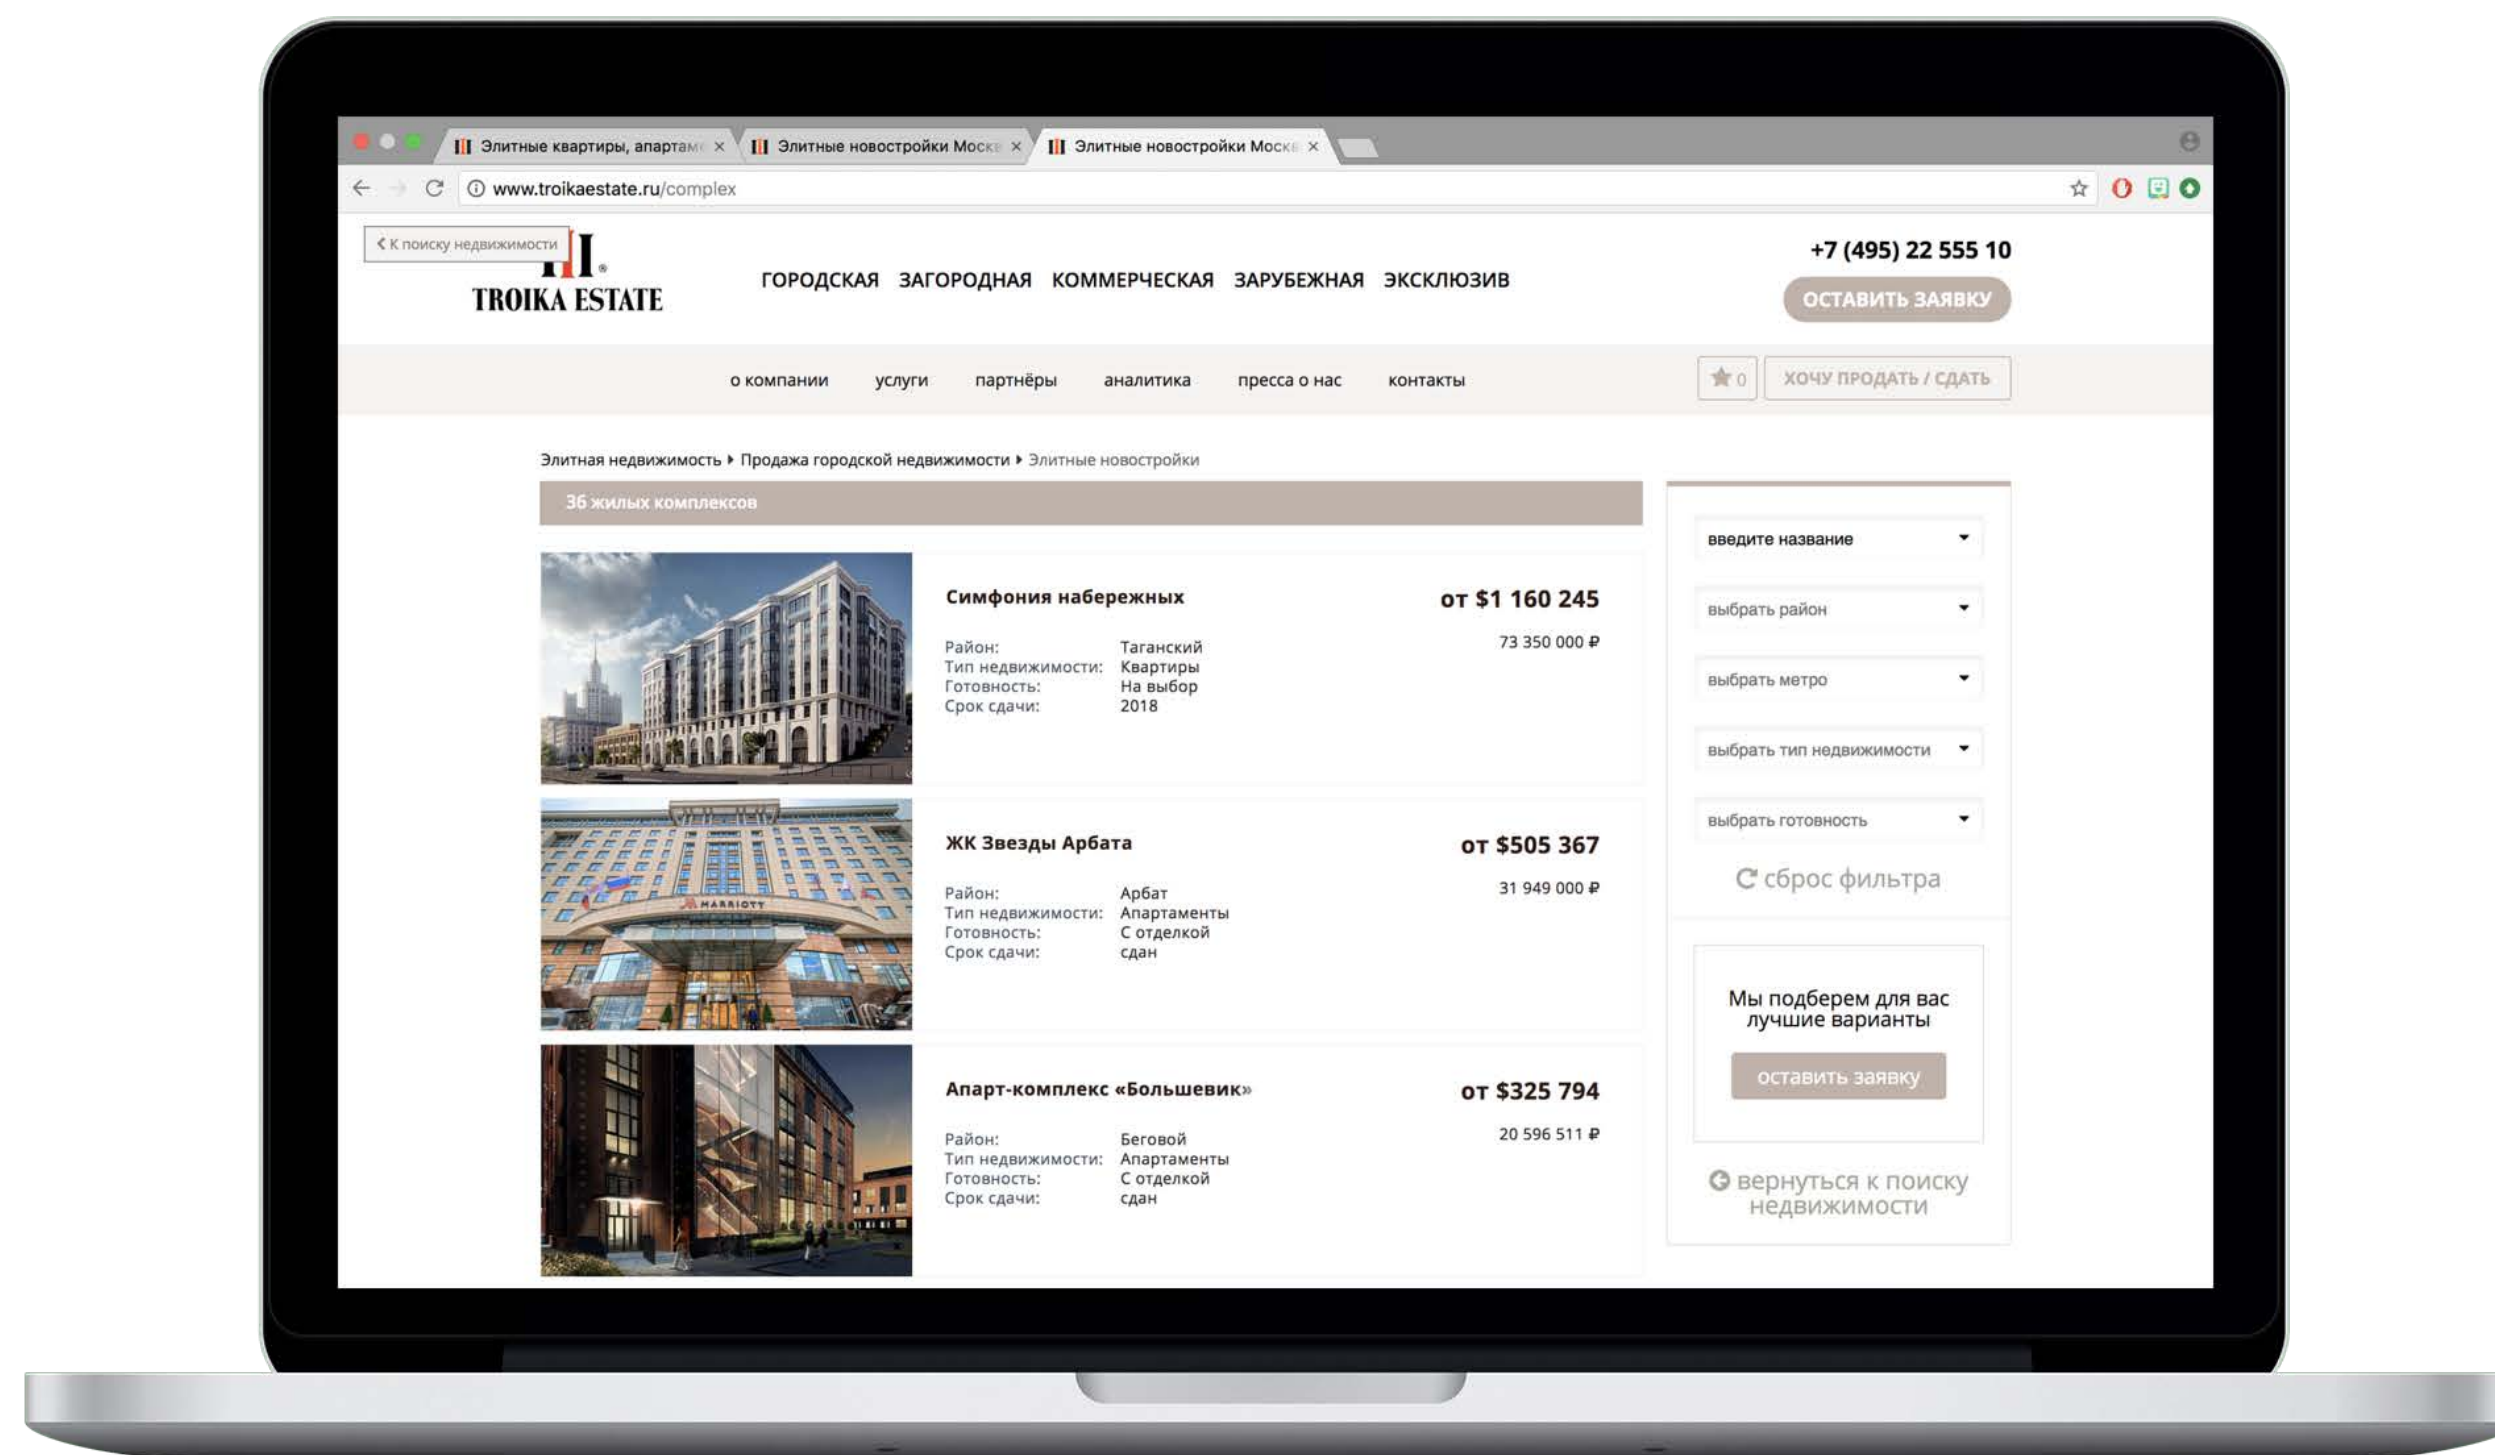 Элитные квартиры, апартам
Элитные новостройки Моск
Элитные новостройки Моск
www.troikaestate.ru/complex
К поиску недвижимости
TROIKA ESTATE
ГОРОДСКАЯ ЗАГОРОДНАЯ КОММЕРЧЕСКАЯ ЗАРУБЕЖНАЯ ЭКСКЛЮЗИВ
+7 (495) 22 555 10
ОСТАВИТЬ ЗАЯВКУ
о компании услуги партнёры аналитика пресса о нас контакты
0
ХОЧУ ПРОДАТЬ / СДАТЬ
Элитная недвижимость Продажа городской недвижимости Элитные новостройки
36 жилых комплексов
Симфония набережных
от $1 160 245
73 350 000 ₽
Район: Таганский
Тип недвижимости: Квартиры
Готовность: На выбор
Срок сдачи: 2018
MARRIOTT
ЖК Звезды Арбата
от $505 367
31 949 000 ₽
Район: Арбат
Тип недвижимости: Апартаменты
Готовность: С отделкой
Срок сдачи: сдан
Апарт-комплекс «Большевик»
от $325 794
20 596 511 ₽
Район: Беговой
Тип недвижимости: Апартаменты
Готовность: С отделкой
Срок сдачи: сдан
введите название
выбрать район
выбрать метро
выбрать тип недвижимости
выбрать готовность
сброс фильтра
Мы подберем для вас
лучшие варианты
оставить заявку
вернуться к поиску
недвижимости